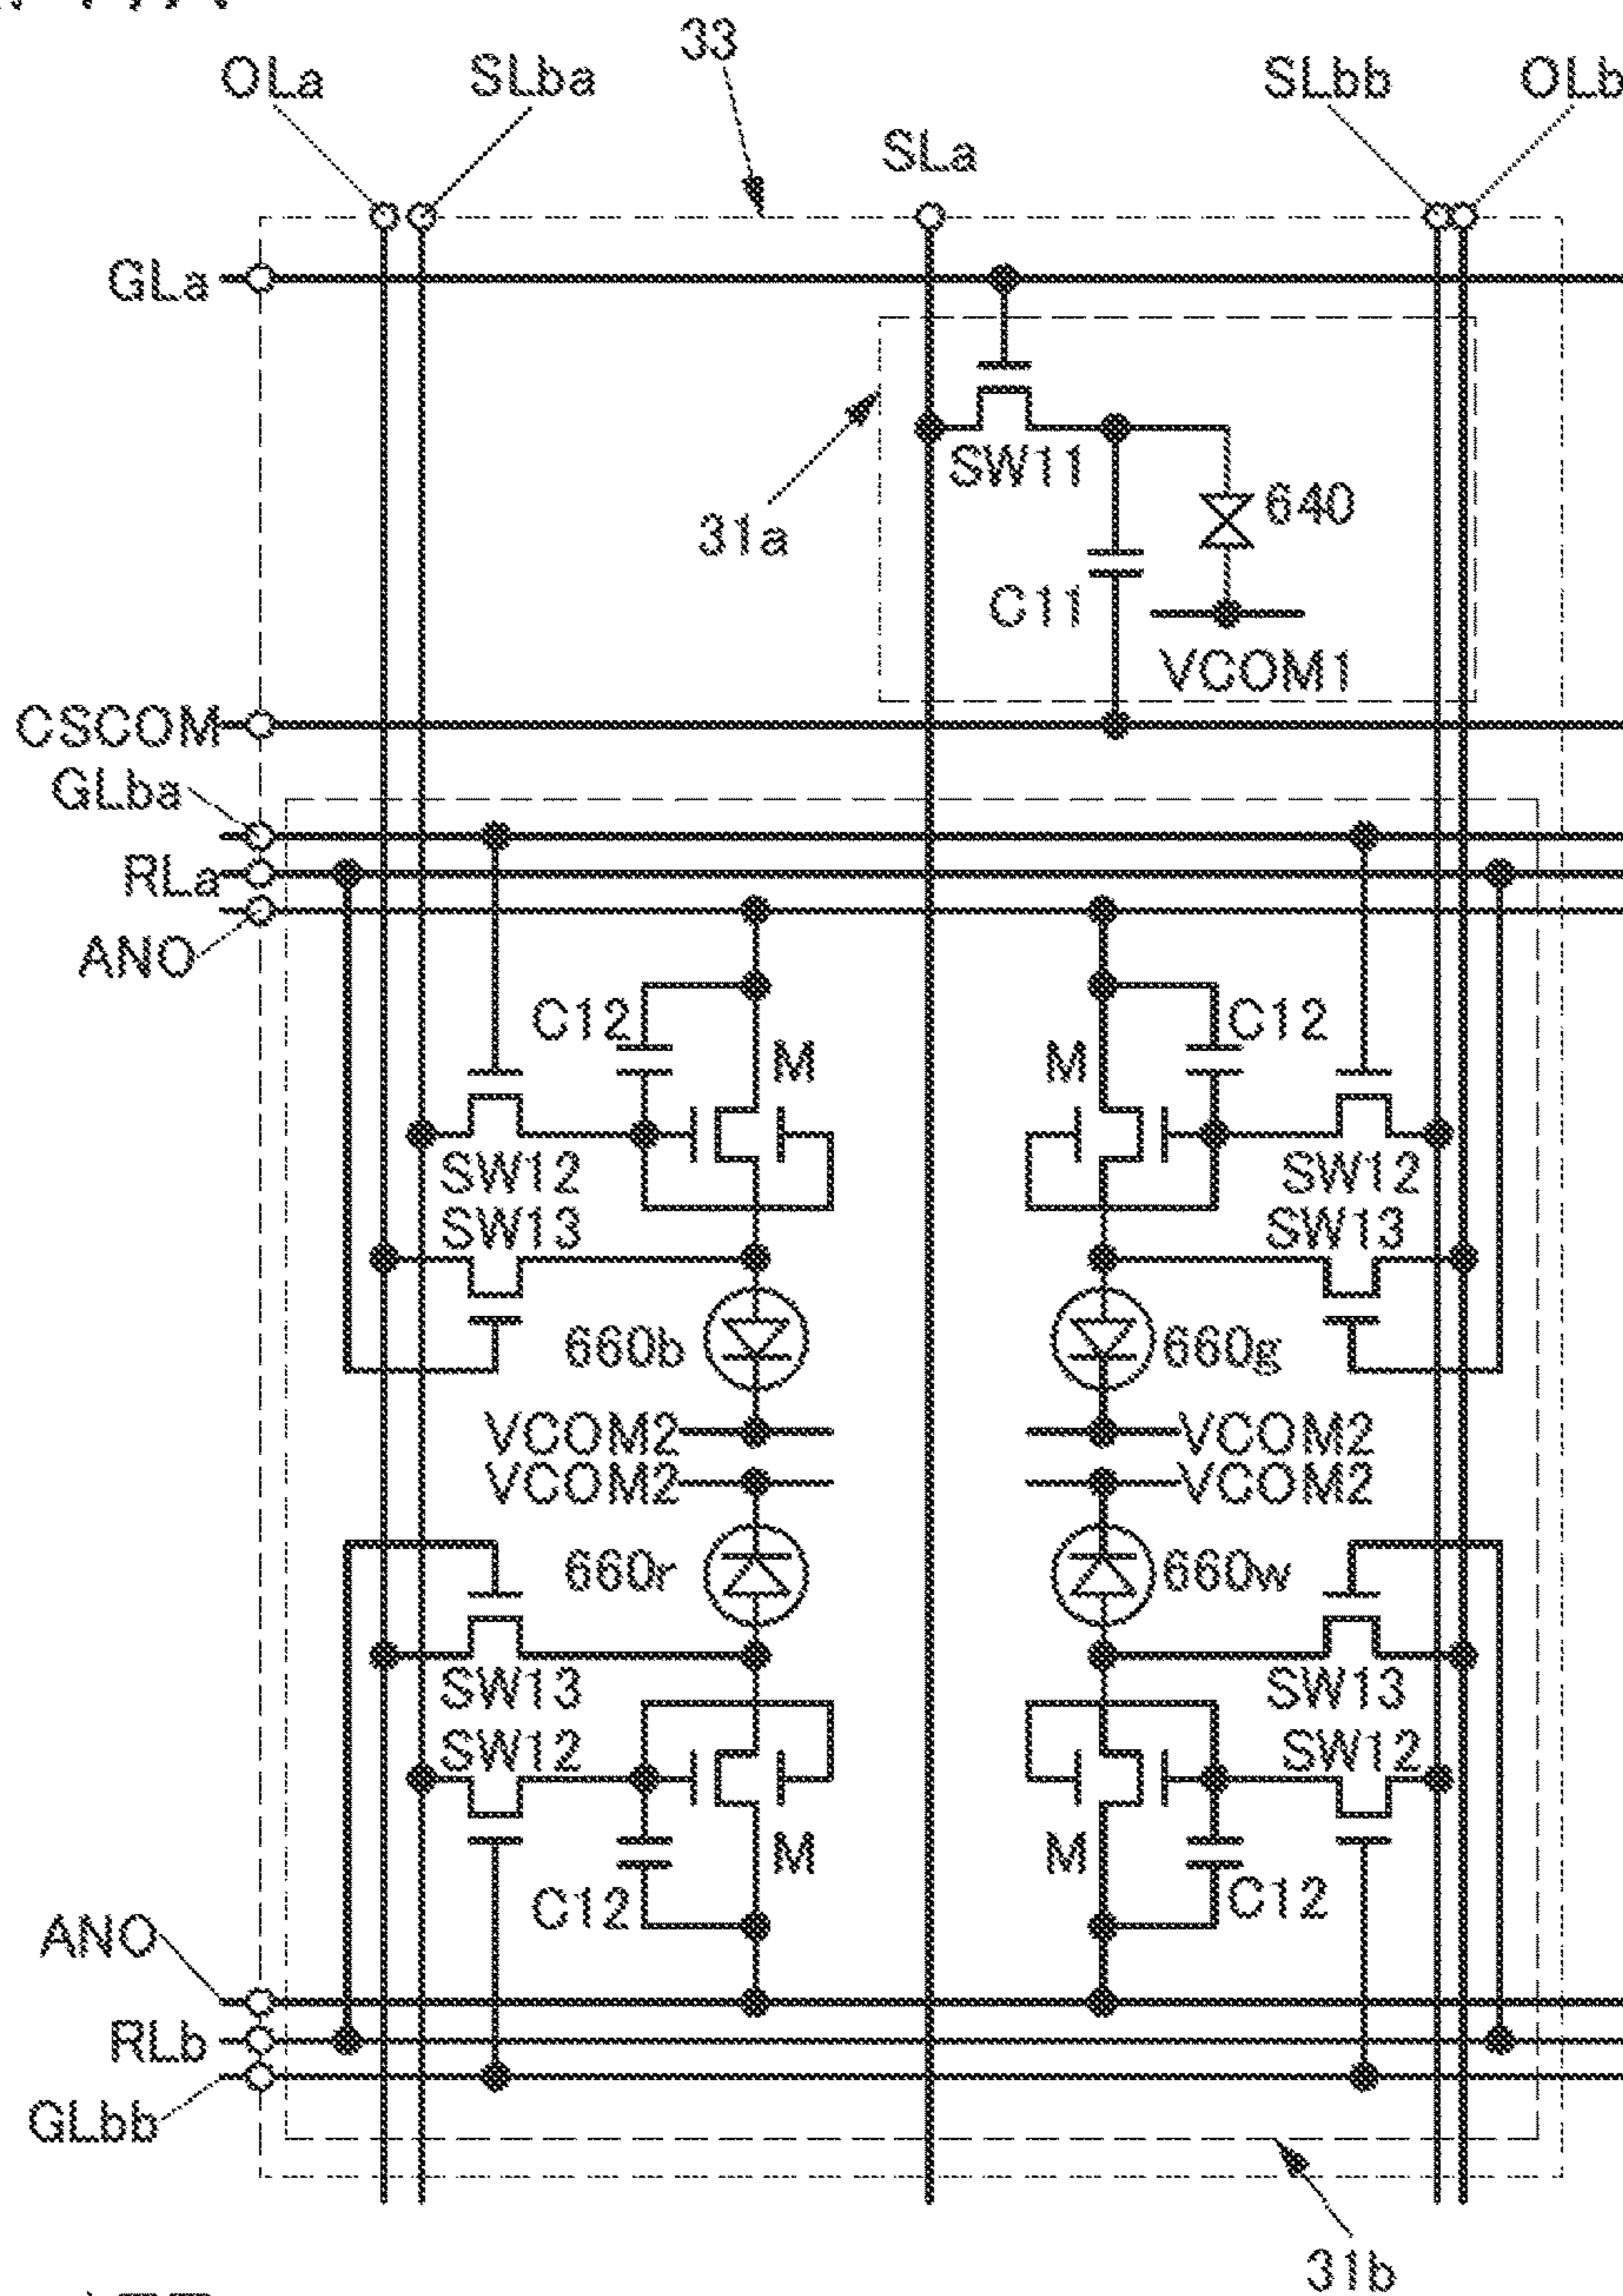 33
OLa SLba SLbb OLb
SLa
GLa
SW11
640
31a
C11
VCOM1
CSCOM
GLba
RLa
ANO
C12 C12
M M
SW12 SW12
SW13 SW13
660b 660g
VCOM2 VCOM2
VCOM2 VCOM2
660r 660w
SW13 SW13
SW12 SW12
M M
C12 C12
ANO
RLb
GLbb
31b